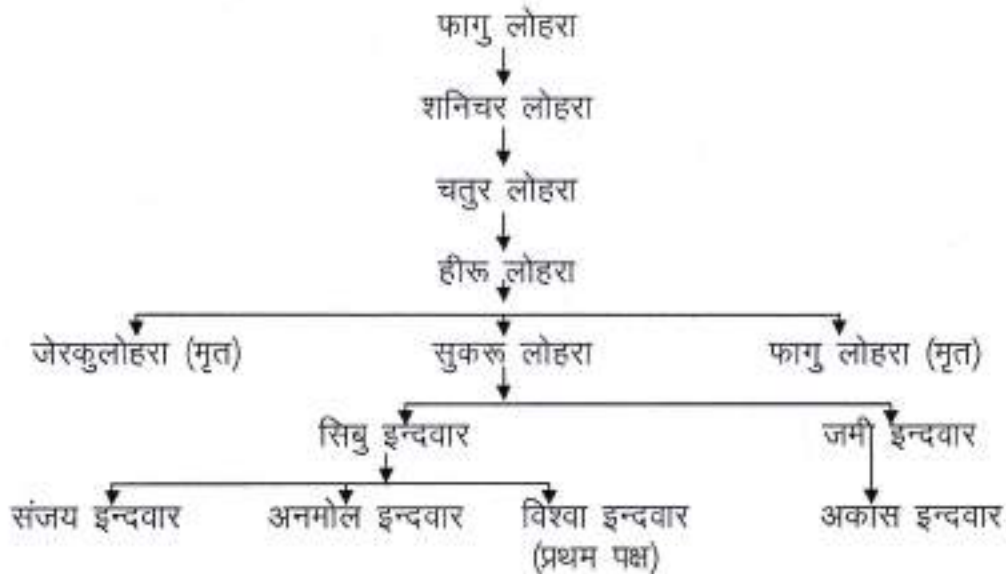 फागु लोहरा
शनिचर लोहरा
चतुर लोहरा
हीरू लोहरा
जेरकुलोहरा (मृत) सुकरू लोहरा फागु लोहरा (मृत)
सिबु इन्दवार जमी इन्दवार
संजय इन्दवार अनमोल इन्दवार विश्वा इन्दवार अकास इन्दवार
(प्रथम पक्ष)